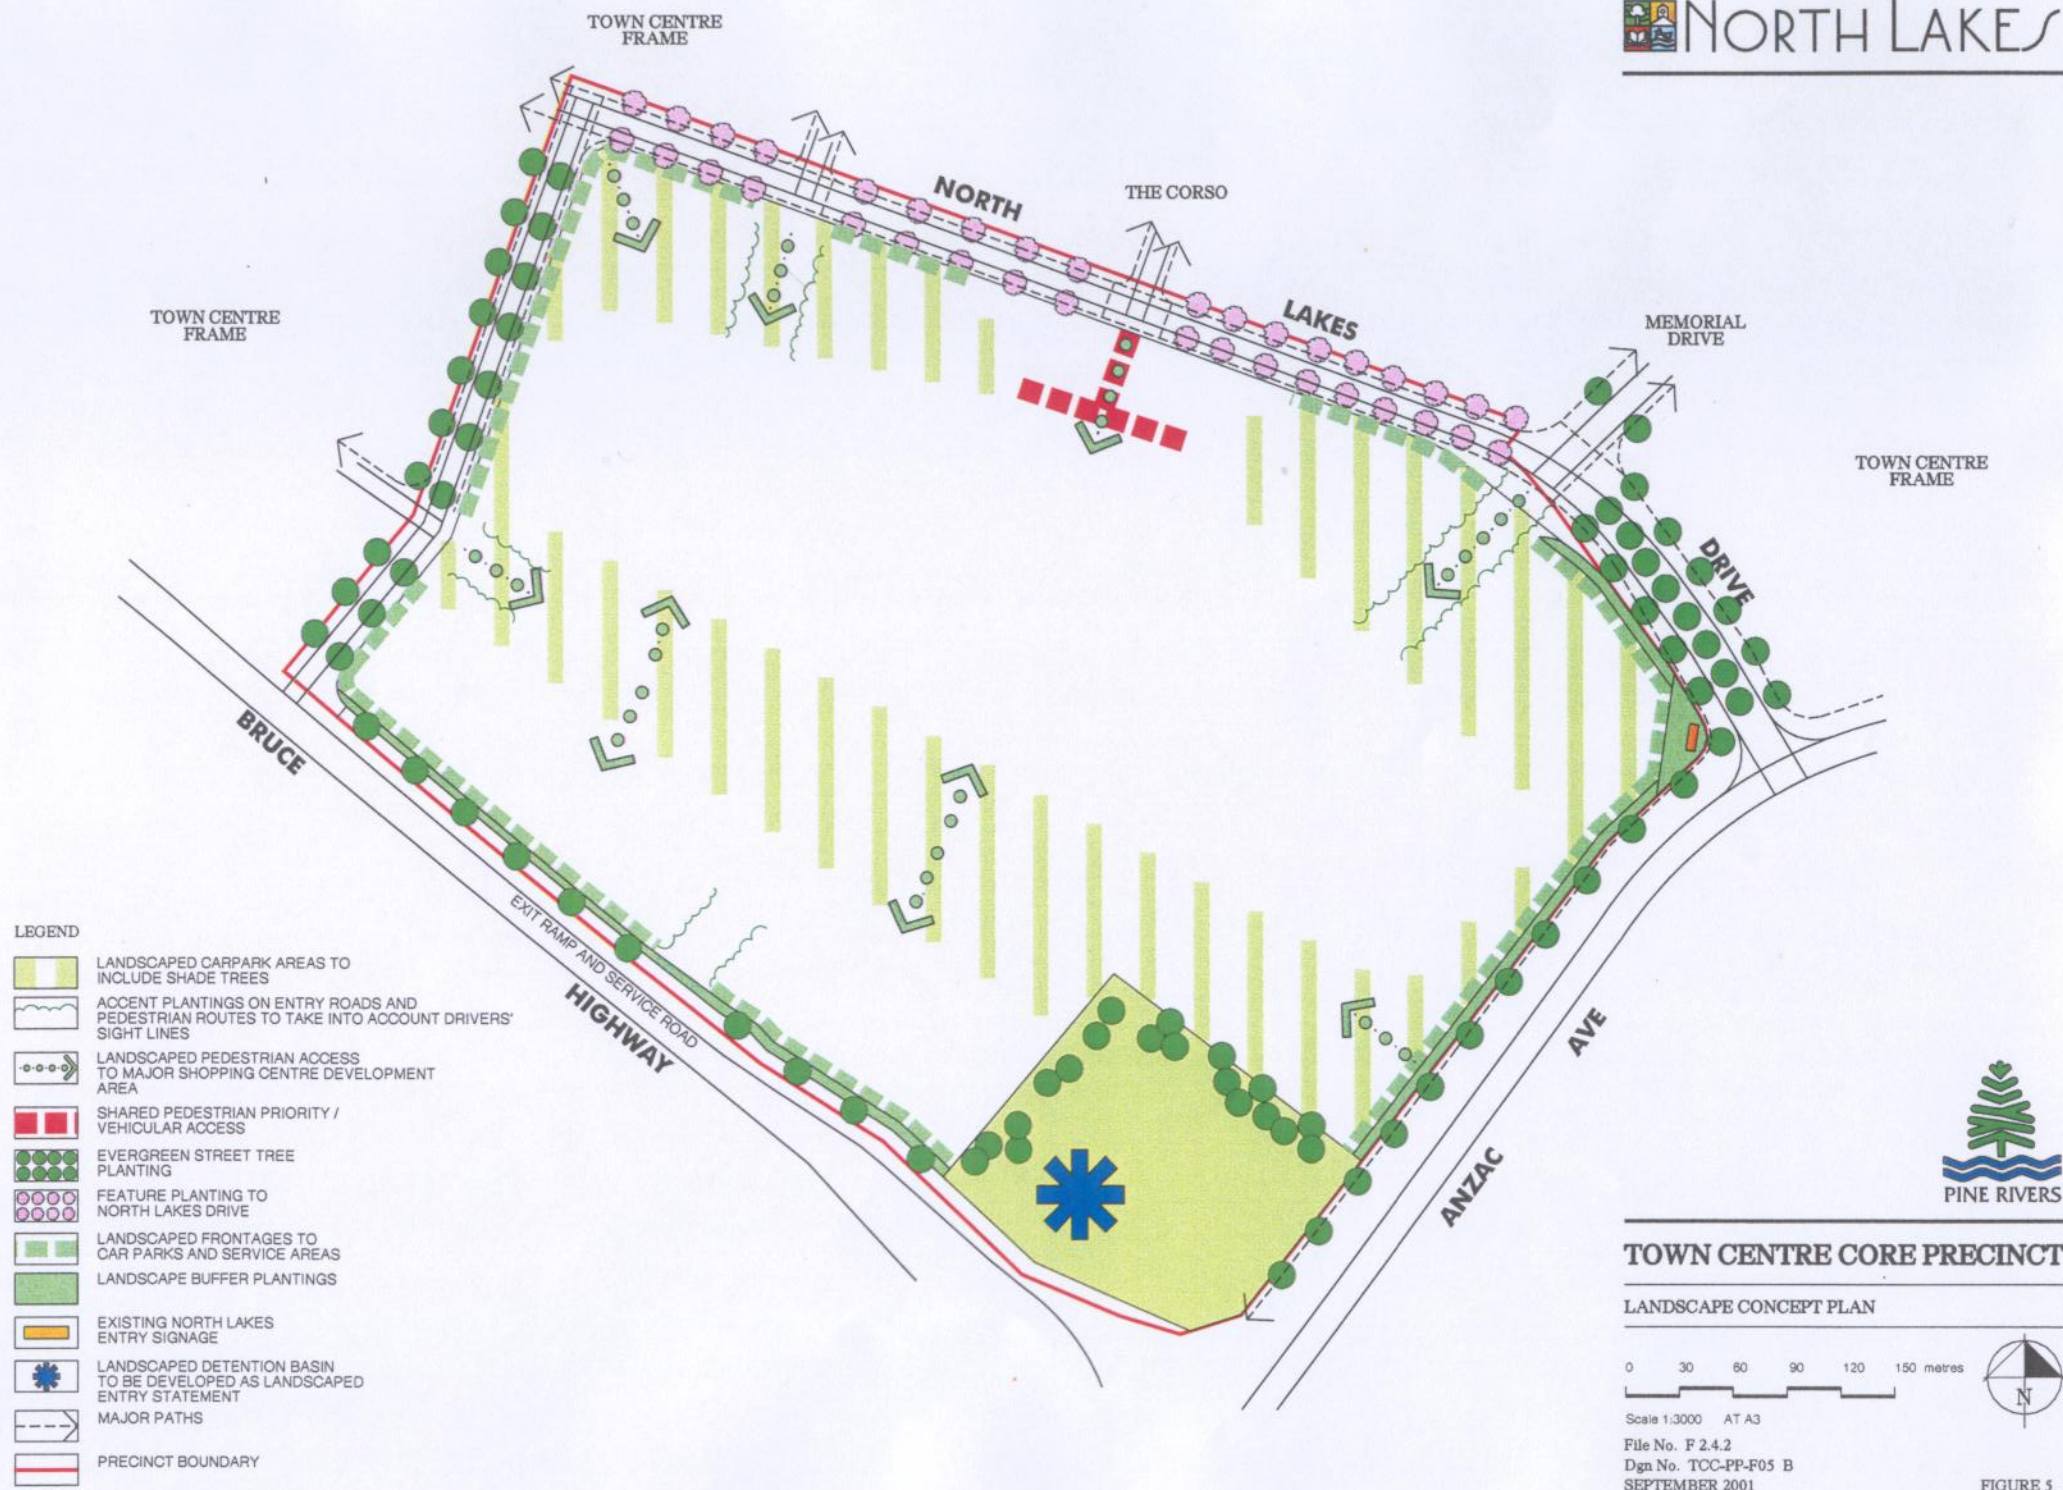 NORTH LAKES
TOWN CENTRE
FRAME
NORTH
THE CORSO
LAKES
TOWN CENTRE
FRAME
MEMORIAL
DRIVE
TOWN CENTRE
FRAME
DRIVE
BRUCE
EXIT RAMP AND SERVICE ROAD
HIGHWAY
AVE
ANZAC
LEGEND
LANDSCAPED CARPARK AREAS TO
INCLUDE SHADE TREES
ACCENT PLANTINGS ON ENTRY ROADS AND
PEDESTRIAN ROUTES TO TAKE INTO ACCOUNT DRIVERS'
SIGHT LINES
LANDSCAPED PEDESTRIAN ACCESS
TO MAJOR SHOPPING CENTRE DEVELOPMENT
AREA
SHARED PEDESTRIAN PRIORITY /
VEHICULAR ACCESS
EVERGREEN STREET TREE
PLANTING
FEATURE PLANTING TO
NORTH LAKES DRIVE
LANDSCAPED FRONTAGES TO
CAR PARKS AND SERVICE AREAS
LANDSCAPE BUFFER PLANTINGS
EXISTING NORTH LAKES
ENTRY SIGNAGE
LANDSCAPED DETENTION BASIN
TO BE DEVELOPED AS LANDSCAPED
ENTRY STATEMENT
MAJOR PATHS
PRECINCT BOUNDARY
PINE RIVERS
TOWN CENTRE CORE PRECINCT
LANDSCAPE CONCEPT PLAN
0 30 60 90 120 150 metres
N
Scale 1:3000 AT A3
File No. F 2.4.2
Dgn No. TCC-PP-F05 B
SEPTEMBER 2001
FIGURE 5